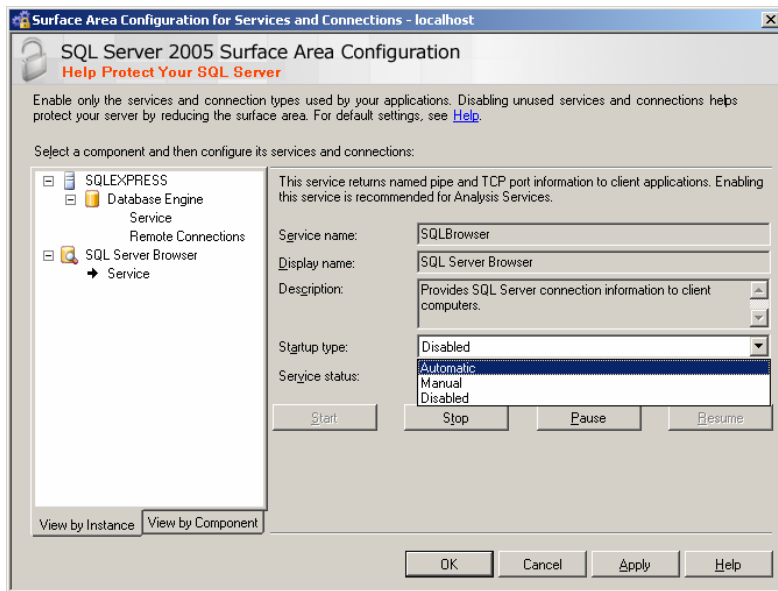 Surface Area Configuration for Services and Connections - localhost
SQL Server 2005 Surface Area Configuration
Help Protect Your SQL Server
Enable only the services and connection types used by your applications. Disabling unused services and connections helps
protect your server by reducing the surface area. For default settings, see Help.
Select a component and then configure its services and connections:
SQLEXPRESS
Database Engine
Service
Remote Connections
SQL Server Browser
Service
View by Instance
View by Component
This service returns named pipe and TCP port information to client applications. Enabling
this service is recommended for Analysis Services.
Service name:
SQLBrowser
Display name:
SQL Server Browser
Description:
Provides SQL Server connection information to client
computers.
Startup type:
Disabled
Automatic
Manual
Disabled
Service status:
Start
Stop
Pause
Resume
OK
Cancel
Apply
Help